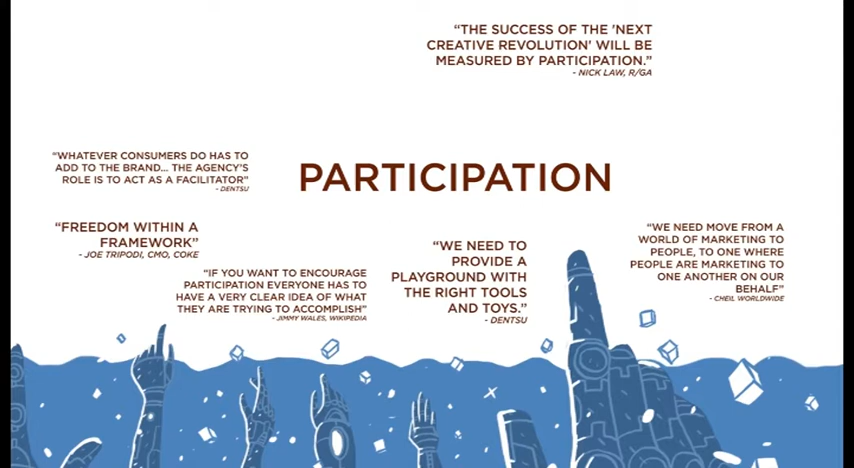 “THE SUCCESS OF THE 'NEXT
CREATIVE REVOLUTION' WILL BE
MEASURED BY PARTICIPATION.”
- NICK LAW, R/GA
“WHATEVER CONSUMERS DO HAS TO
ADD TO THE BRAND... THE AGENCY’S
ROLE IS TO ACT AS A FACILITATOR”
- DENTSU
PARTICIPATION
“FREEDOM WITHIN A
FRAMEWORK”
- JOE TRIPODI, CMO, COKE
“IF YOU WANT TO ENCOURAGE
PARTICIPATION EVERYONE HAS TO
HAVE A VERY CLEAR IDEA OF WHAT
THEY ARE TRYING TO ACCOMPLISH”
- JIMMY WALES, WIKIPEDIA
“WE NEED TO
PROVIDE A
PLAYGROUND WITH
THE RIGHT TOOLS
AND TOYS.”
- DENTSU
“WE NEED MOVE FROM A
WORLD OF MARKETING TO
PEOPLE, TO ONE WHERE
PEOPLE ARE MARKETING TO
ONE ANOTHER ON OUR
BEHALF”
- CHEIL WORLDWIDE